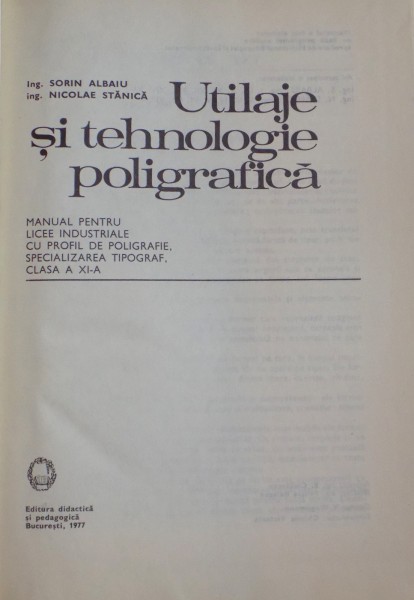 Ing. SORIN ALBAIU
ing. NICOLAE STĂNICĂ
Utilaje
și tehnologie
poligrafică
MANUAL PENTRU
LICEE INDUSTRIALE
CU PROFIL DE POLIGRAFIE,
SPECIALIZAREA TIPOGRAF,
CLASA A XI-A
Editura didactică
și pedagogică
București, 1977